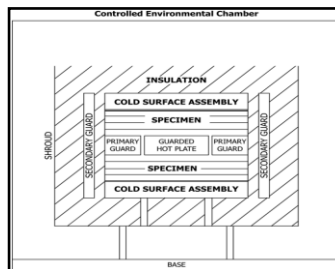 Controlled Environmental Chamber
INSULATION
COLD SURFACE ASSEMBLY
SPECIMEN
SHROUD
SECONDARY GUARD
PRIMARY
GUARD
GUARDED
HOT PLATE
PRIMARY
GUARD
SECONDARY GUARD
SPECIMEN
COLD SURFACE ASSEMBLY
BASE